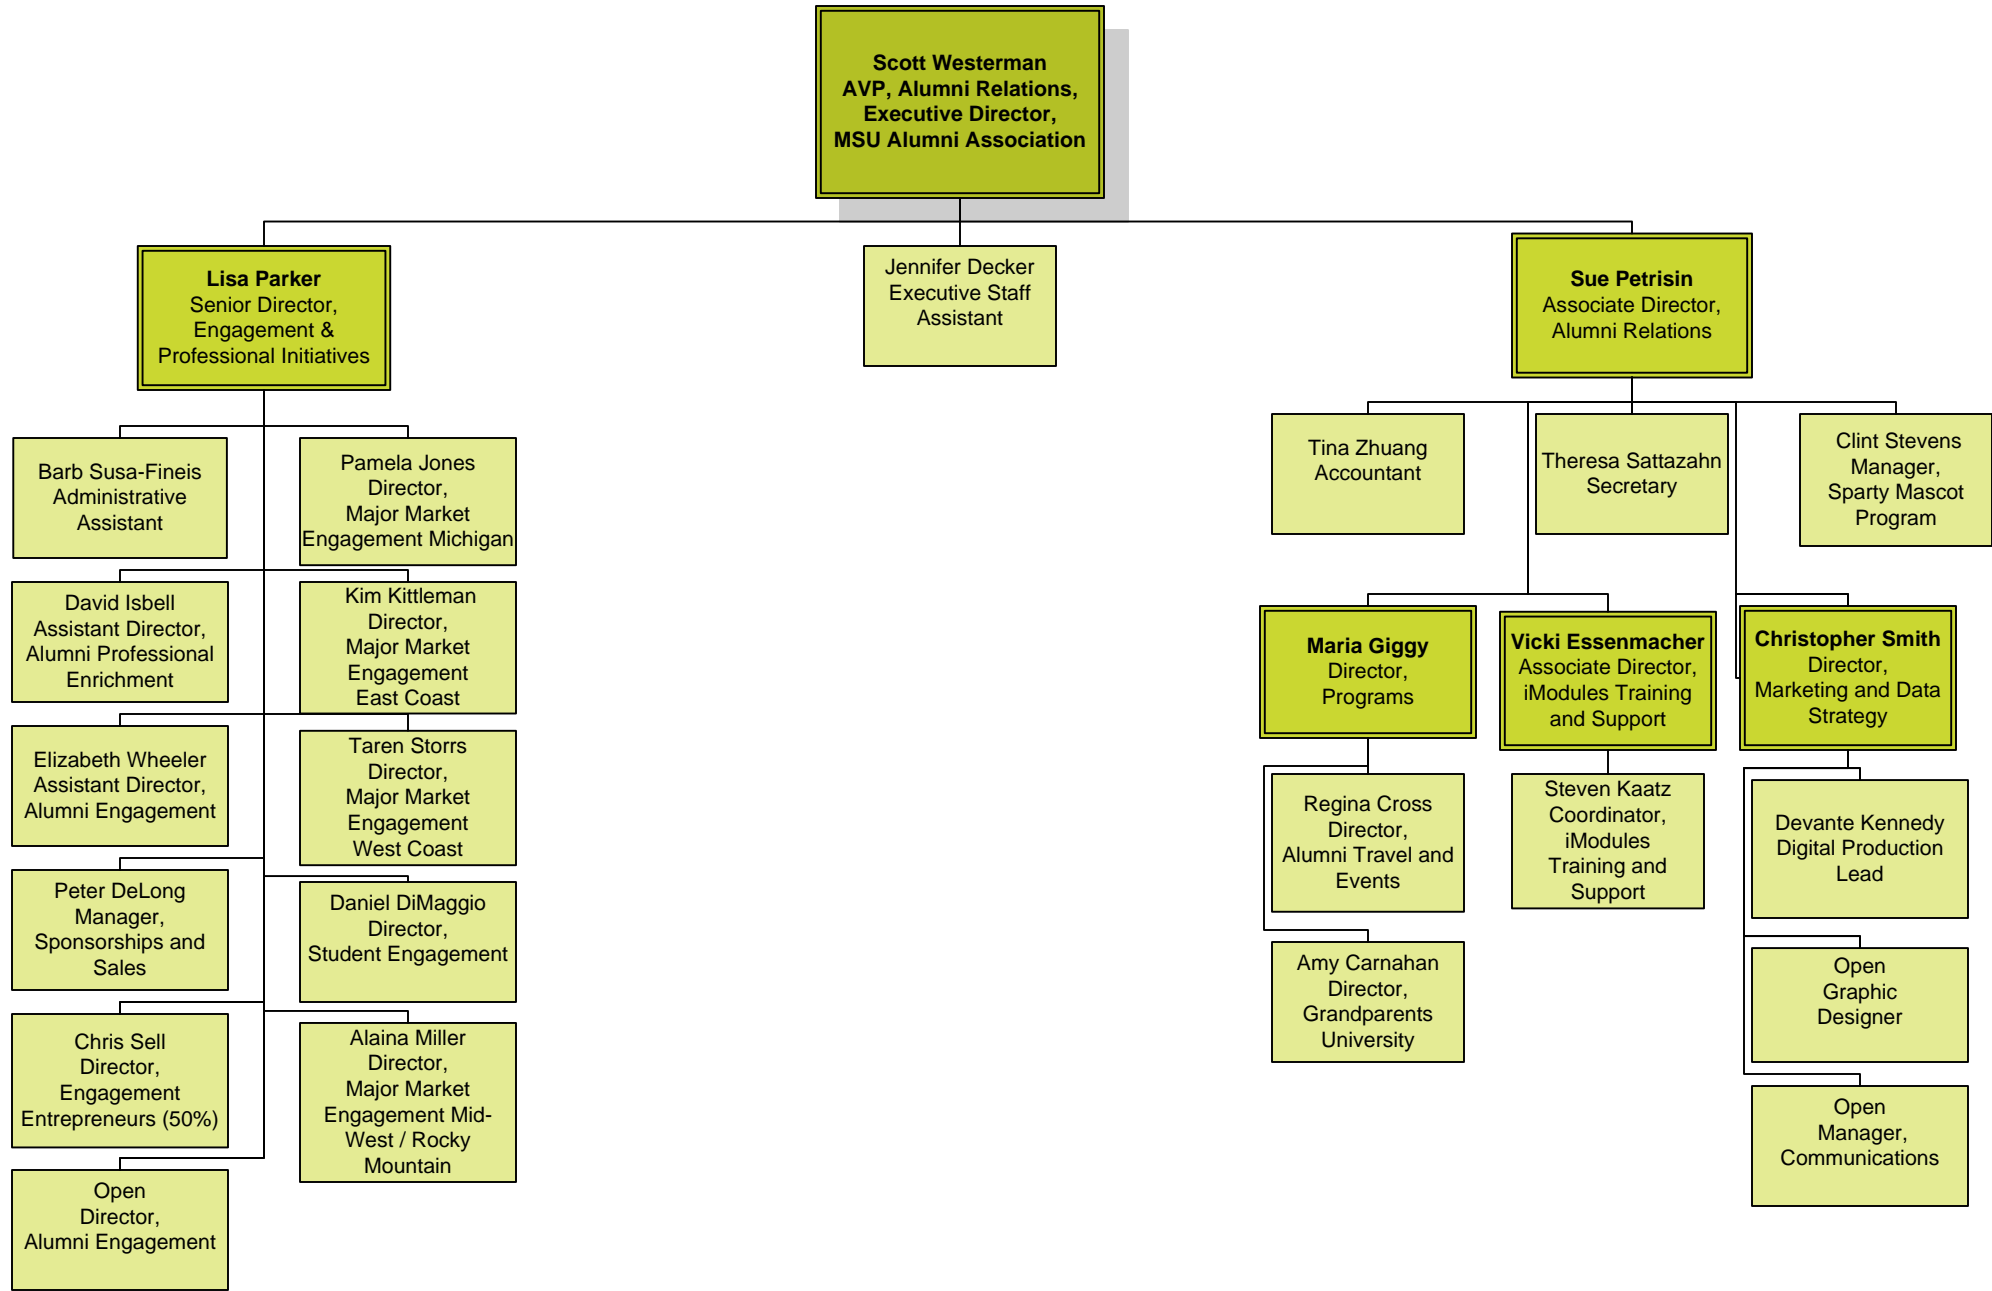 Scott Westerman
AVP, Alumni Relations,
Executive Director,
MSU Alumni Association
Lisa Parker
Senior Director,
Engagement &
Professional Initiatives
Jennifer Decker
Executive Staff
Assistant
Sue Petrisin
Associate Director,
Alumni Relations
Barb Susa-Fineis
Administrative
Assistant
Pamela Jones
Director,
Major Market
Engagement Michigan
David Isbell
Assistant Director,
Alumni Professional
Enrichment
Kim Kittleman
Director,
Major Market
Engagement
East Coast
Elizabeth Wheeler
Assistant Director,
Alumni Engagement
Taren Storrs
Director,
Major Market
Engagement
West Coast
Peter DeLong
Manager,
Sponsorships and
Sales
Daniel DiMaggio
Director,
Student Engagement
Chris Sell
Director,
Engagement
Entrepreneurs (50%)
Alaina Miller
Director,
Major Market
Engagement Mid-
West / Rocky
Mountain
Open
Director,
Alumni Engagement
Tina Zhuang
Accountant
Theresa Sattazahn
Secretary
Clint Stevens
Manager,
Sparty Mascot
Program
Maria Giggy
Director,
Programs
Vicki Essenmacher
Associate Director,
iModules Training
and Support
Christopher Smith
Director,
Marketing and Data
Strategy
Regina Cross
Director,
Alumni Travel and
Events
Steven Kaatz
Coordinator,
iModules
Training and
Support
Devante Kennedy
Digital Production
Lead
Amy Carnahan
Director,
Grandparents
University
Open
Graphic
Designer
Open
Manager,
Communications